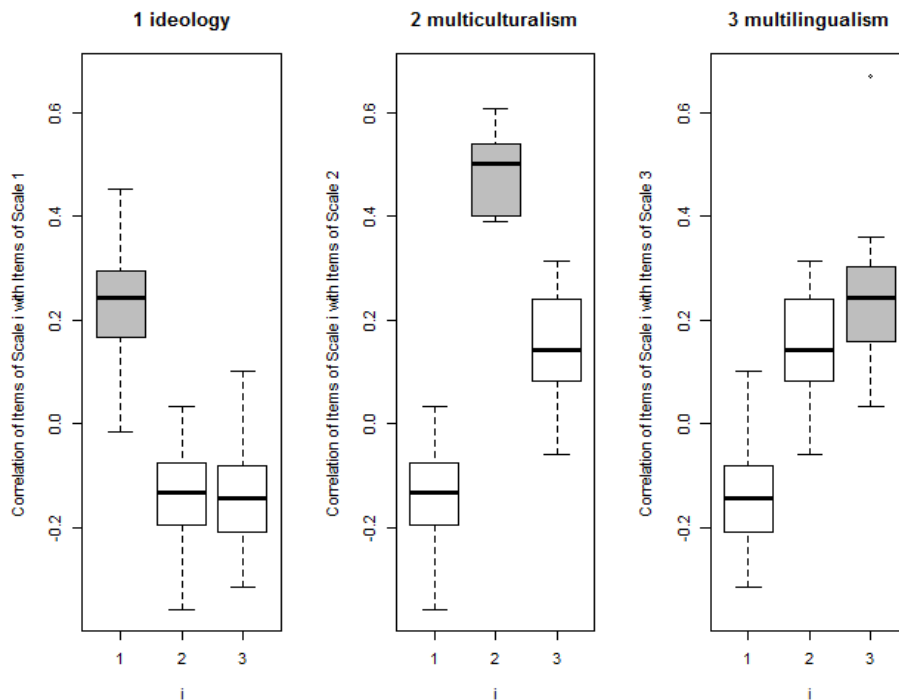 1 ideology
Correlation of Items of Scale i with Items of Scale 1
0.6
0.4
0.2
0.0
-0.2
1 2 3
i
2 multiculturalism
Correlation of Items of Scale i with Items of Scale 2
0.6
0.4
0.2
0.0
-0.2
1 2 3
i
3 multilingualism
Correlation of Items of Scale i with Items of Scale 3
0.6
0.4
0.2
0.0
-0.2
1 2 3
i